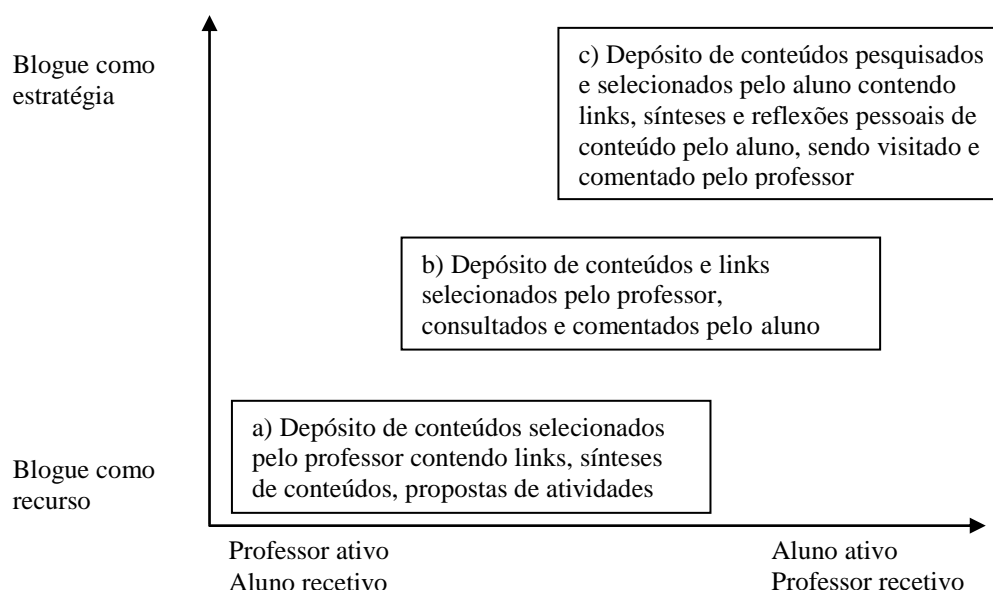 Blogue como
estratégia
c) Depósito de conteúdos pesquisados
e selecionados pelo aluno contendo
links, sínteses e reflexões pessoais de
conteúdo pelo aluno, sendo visitado e
comentado pelo professor
b) Depósito de conteúdos e links
selecionados pelo professor,
consultados e comentados pelo aluno
a) Depósito de conteúdos selecionados
pelo professor contendo links, sínteses
de conteúdos, propostas de atividades
Blogue como
recurso
Professor ativo
Aluno recetivo
Aluno ativo
Professor recetivo